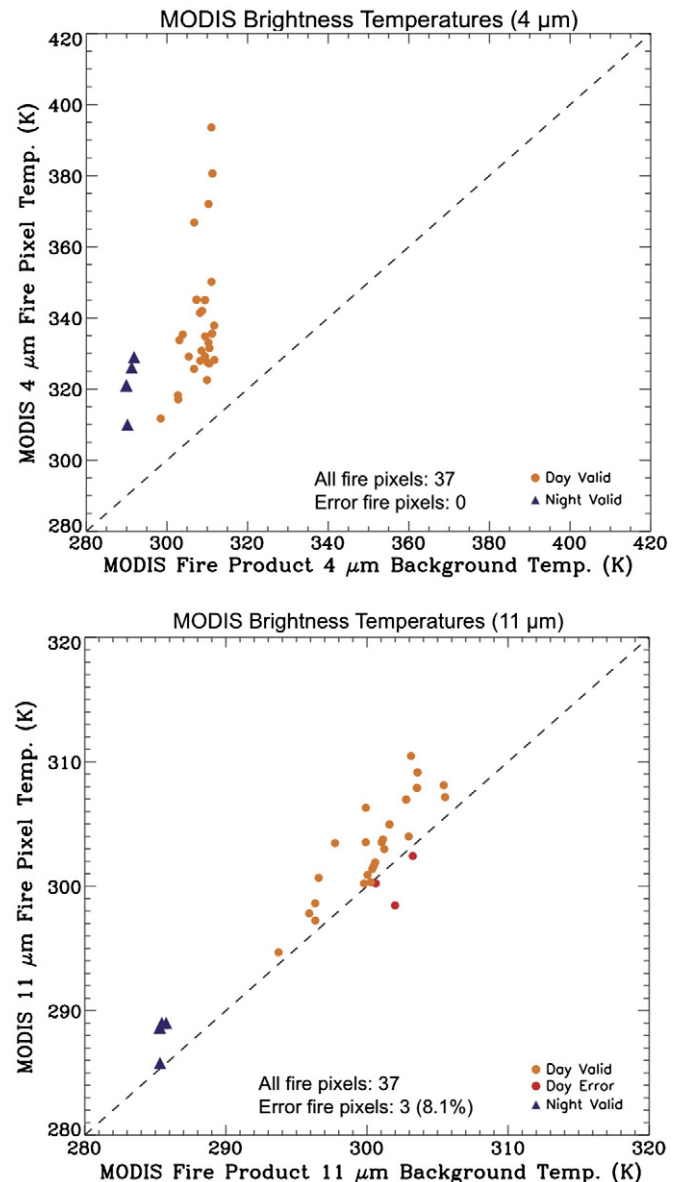 MODIS Brightness Temperatures (4 µm)
420
400
380
360
340
320
300
280
MODIS 4 µm Fire Pixel Temp. (K)
All fire pixels: 37
Error fire pixels: 0
Day Valid
Night Valid
280 300 320 340 360 380 400 420
MODIS Fire Product 4 µm Background Temp. (K)
MODIS Brightness Temperatures (11 µm)
320
310
300
290
280
MODIS 11 µm Fire Pixel Temp. (K)
All fire pixels: 37
Error fire pixels: 3 (8.1%)
Day Valid
Day Error
Night Valid
280 290 300 310 320
MODIS Fire Product 11 µm Background Temp. (K)